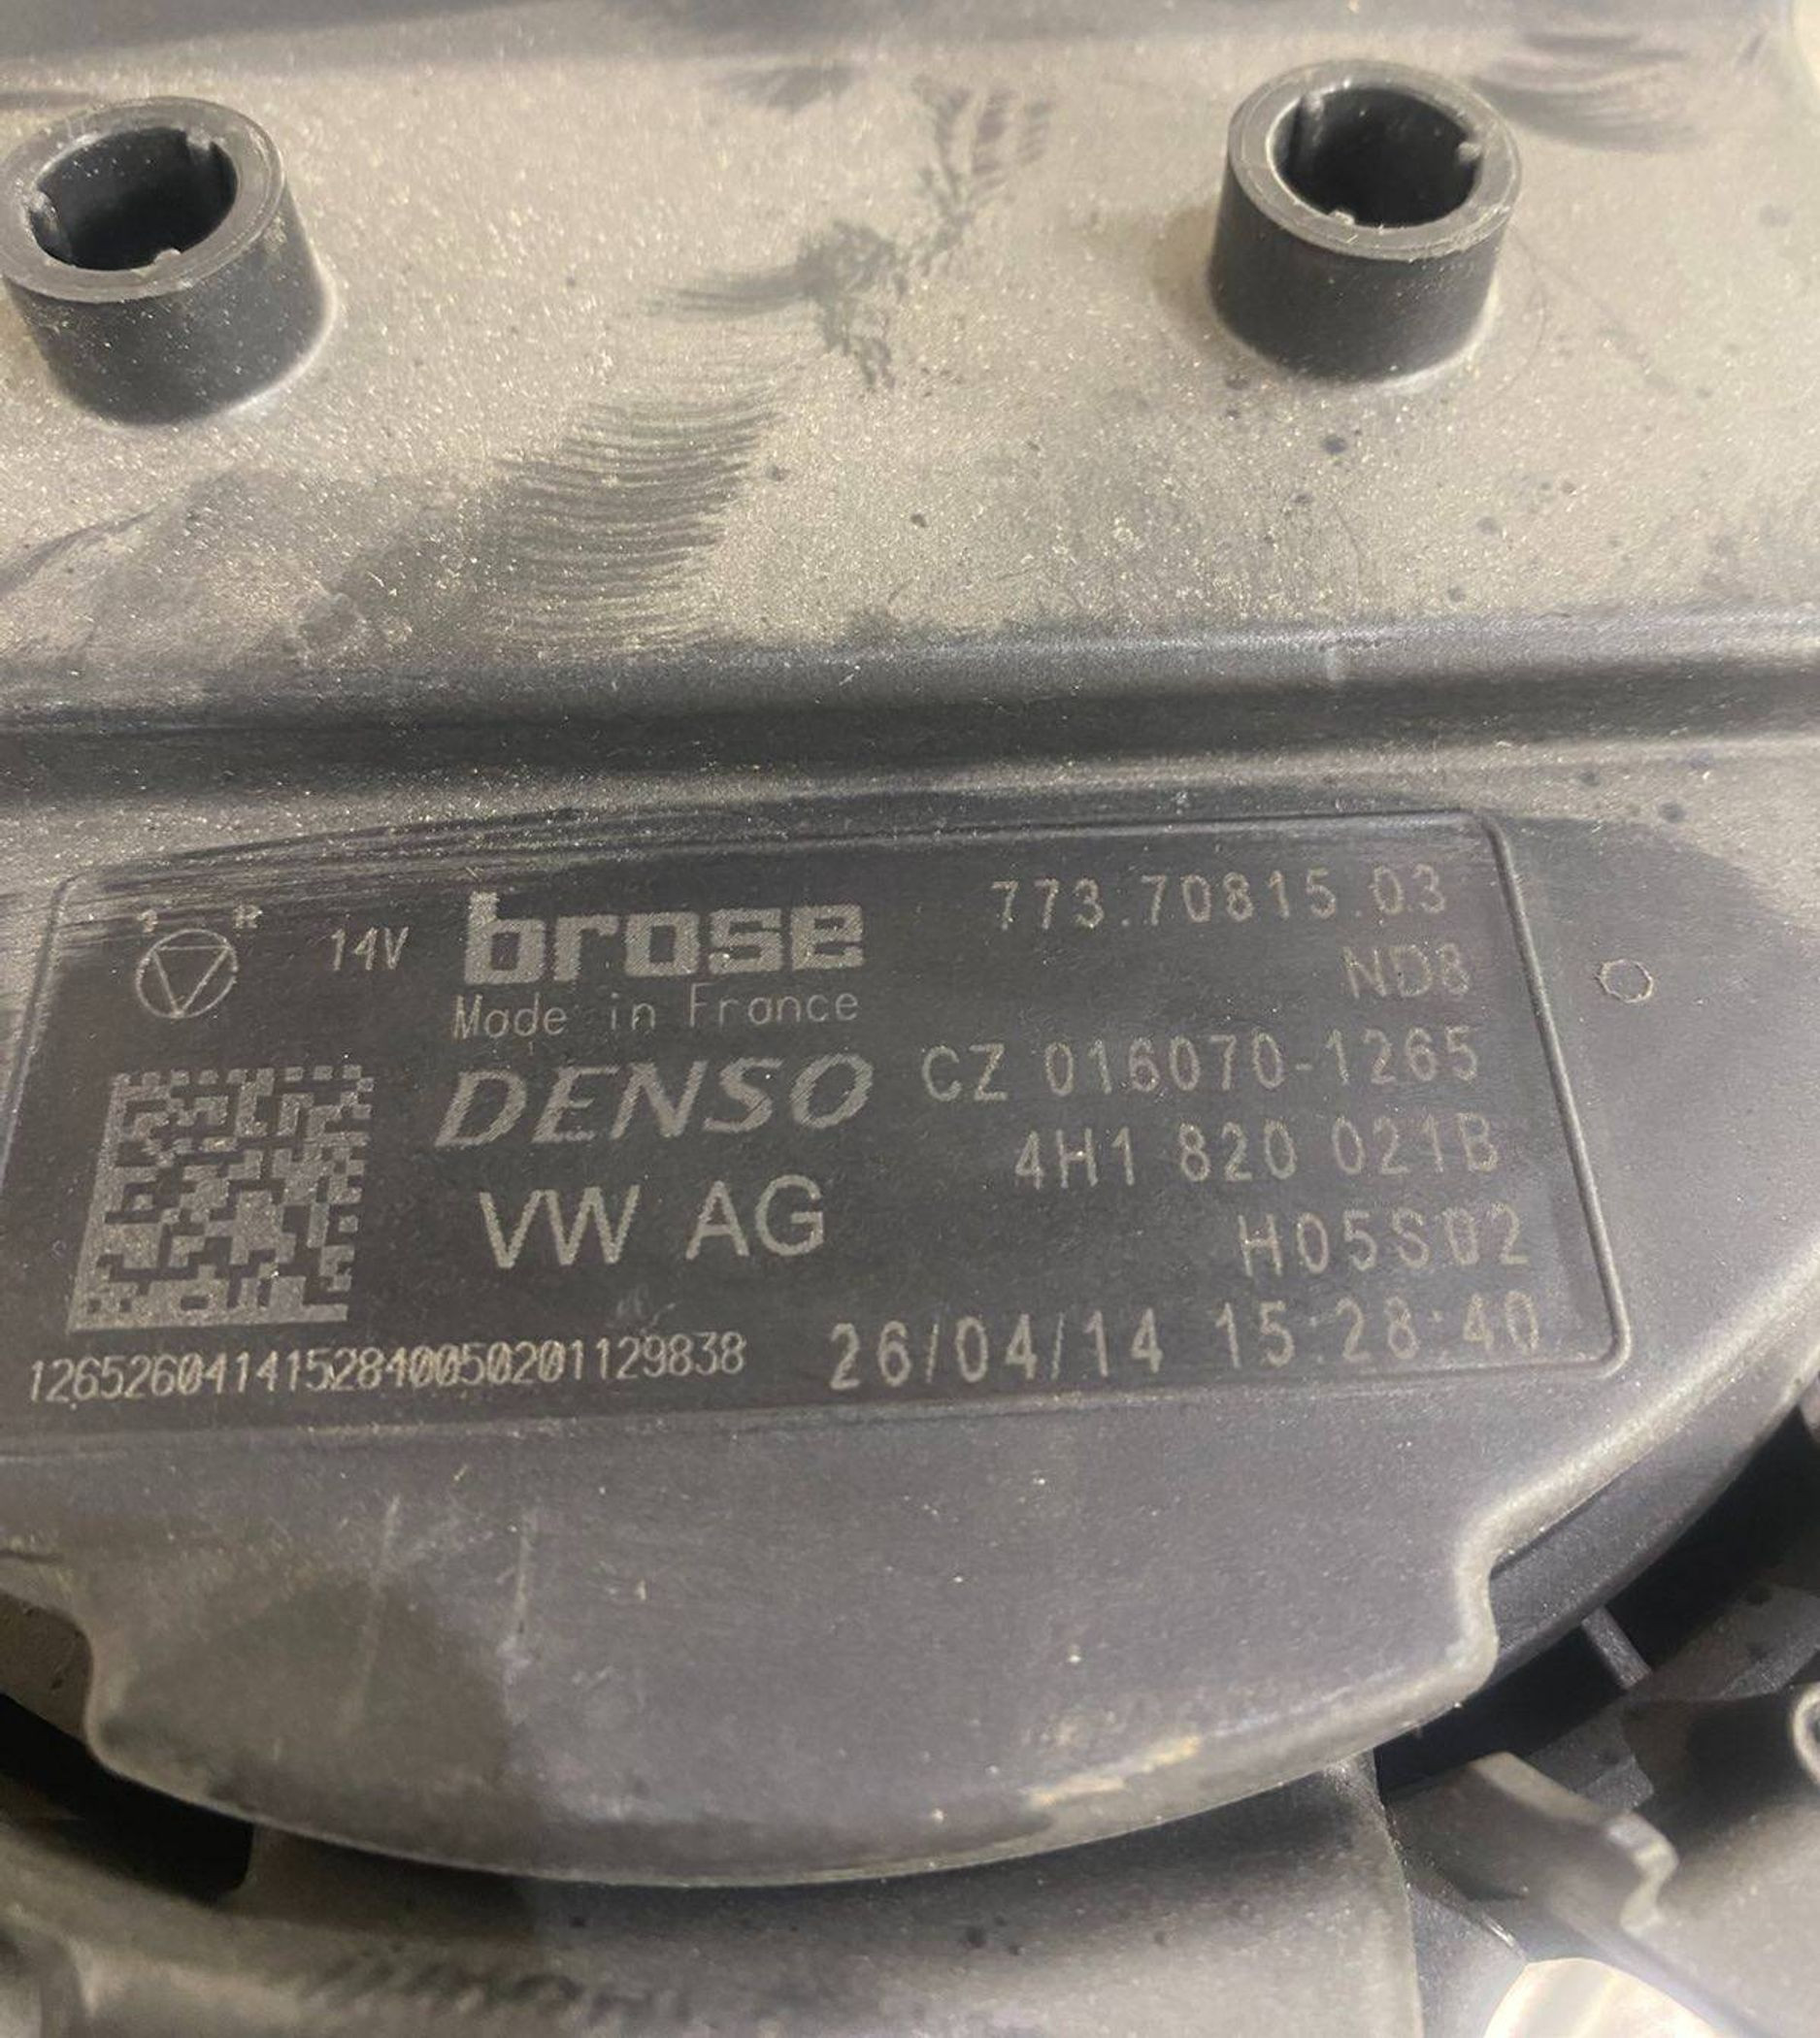 14V brose 773.70815.03
Made in France ND8
DENSO CZ 016070-1265
4H1 820 021B
VW AG H05S02
1265260414152840050201129838 26/04/14 15:28:40